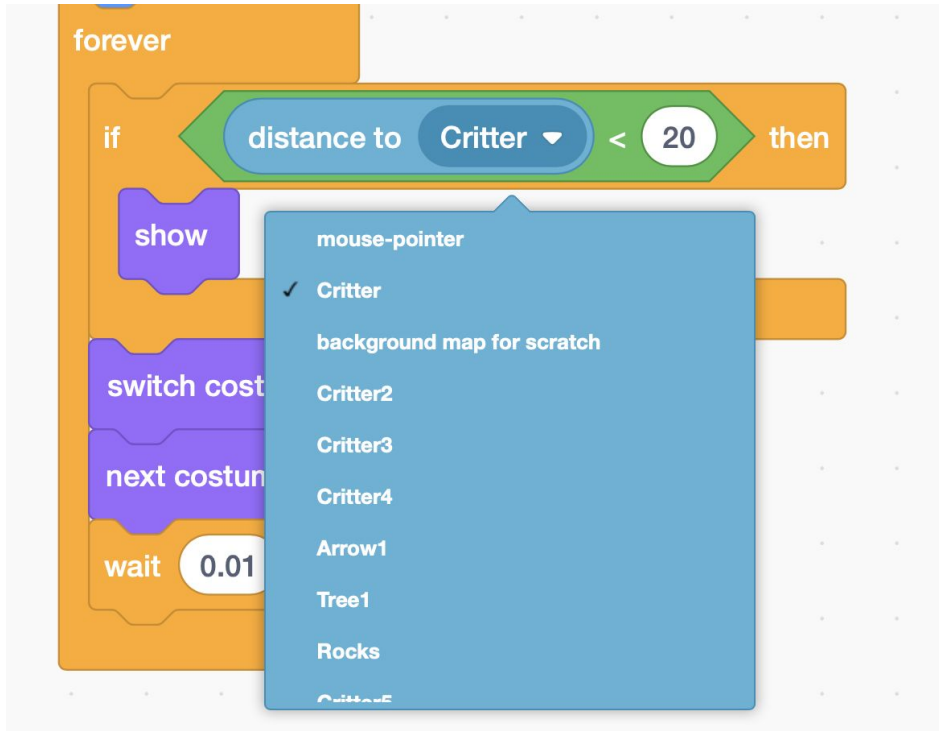 forever
if distance to Critter < 20 then
show
mouse-pointer
✓ Critter
background map for scratch
switch cost
Critter2
Critter3
next costum
Critter4
Arrow1
wait 0.01
Tree1
Rocks
Critter5